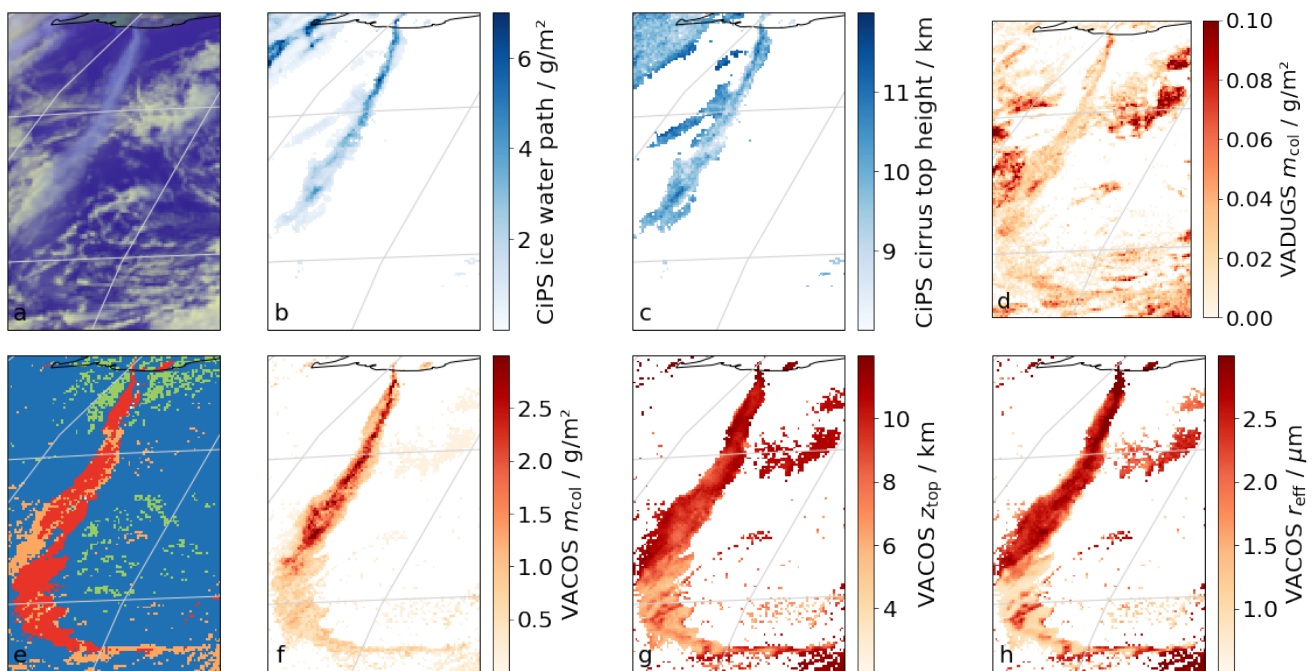 a
b
6
4
2
CiPS ice water path / g/m²
c
11
10
9
CiPS cirrus top height / km
d
0.10
0.08
0.06
0.04
0.02
0.00
VADUGS m_col / g/m²
e
f
2.5
2.0
1.5
1.0
0.5
VACOS m_col / g/m²
g
10
8
6
4
VACOS z_top / km
h
2.5
2.0
1.5
1.0
VACOS r_eff / μm